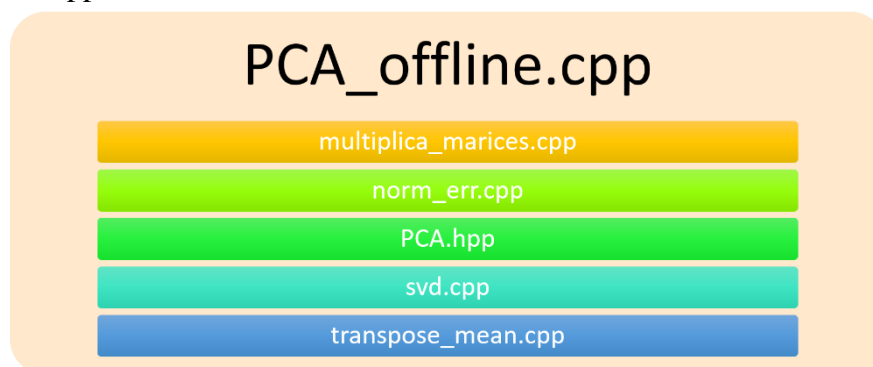 PCA_offline.cpp
multiplica_marices.cpp
norm_err.cpp
PCA.hpp
svd.cpp
transpose_mean.cpp